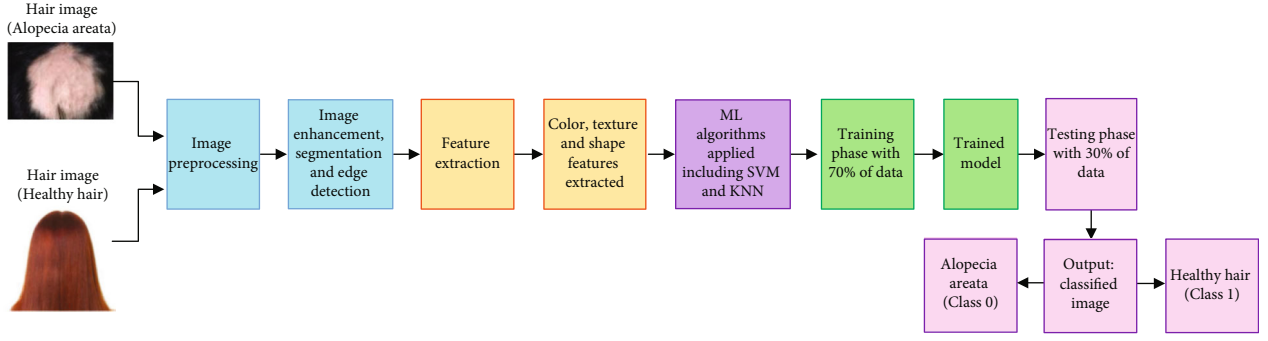 Hair image
(Alopecia areata)
Hair image
(Healthy hair)
Image
preprocessing
Image
enhancement,
segmentation
and edge
detection
Feature
extraction
Color, texture
and shape
features
extracted
ML
algorithms
applied
including SVM
and KNN
Training
phase with
70% of data
Trained
model
Testing phase
with 30% of
data
Alopecia
areata
(Class 0)
Output:
classified
image
Healthy hair
(Class 1)